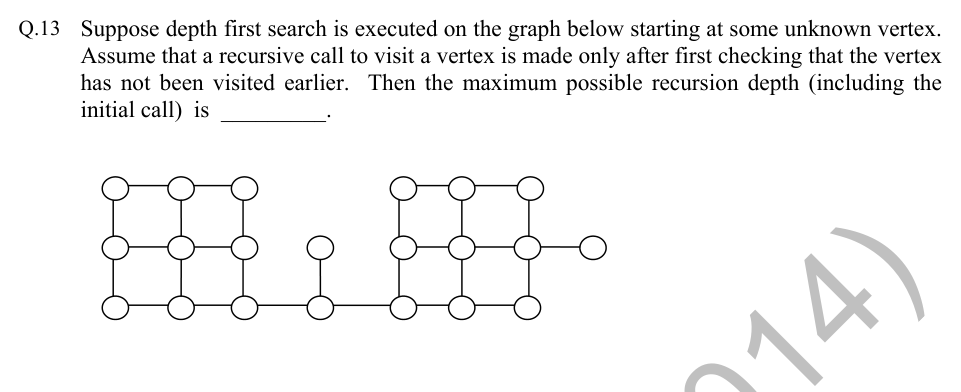 Q.13 Suppose depth first search is executed on the graph below starting at some unknown vertex.
Assume that a recursive call to visit a vertex is made only after first checking that the vertex
has not been visited earlier. Then the maximum possible recursion depth (including the
initial call) is __________.
14)